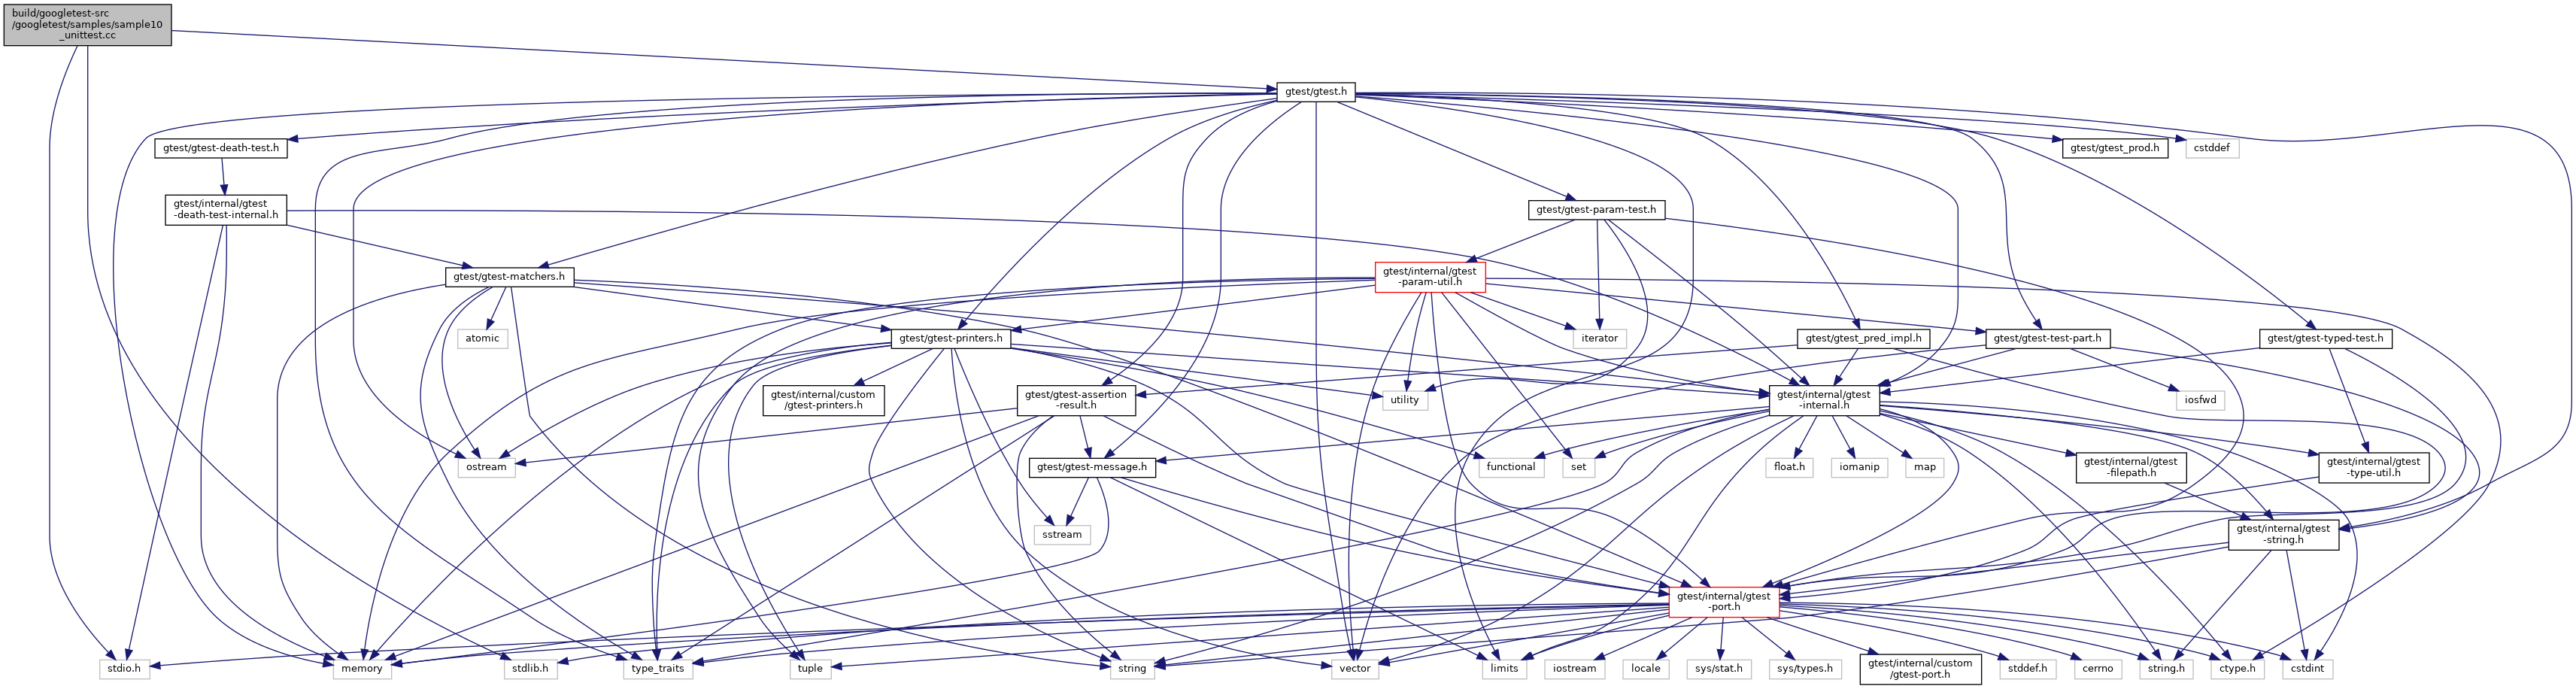 build/googletest-src
/googletest/samples/sample10
_unittest.cc
gtest/gtest.h
gtest/gtest-death-test.h
gtest/gtest_prod.h
cstddef
gtest/internal/gtest
-death-test-internal.h
gtest/gtest-param-test.h
gtest/gtest-matchers.h
gtest/internal/gtest
-param-util.h
atomic
gtest/gtest-printers.h
iterator
gtest/gtest_pred_impl.h
gtest/gtest-test-part.h
gtest/gtest-typed-test.h
gtest/internal/custom
/gtest-printers.h
gtest/gtest-assertion
-result.h
utility
gtest/internal/gtest
-internal.h
iosfwd
ostream
gtest/gtest-message.h
functional
set
float.h
iomanip
map
gtest/internal/gtest
-filepath.h
gtest/internal/gtest
-type-util.h
sstream
gtest/internal/gtest
-string.h
gtest/internal/gtest
-port.h
stdio.h
memory
stdlib.h
type_traits
tuple
string
vector
limits
iostream
locale
sys/stat.h
sys/types.h
gtest/internal/custom
/gtest-port.h
stddef.h
cerrno
string.h
ctype.h
cstdint